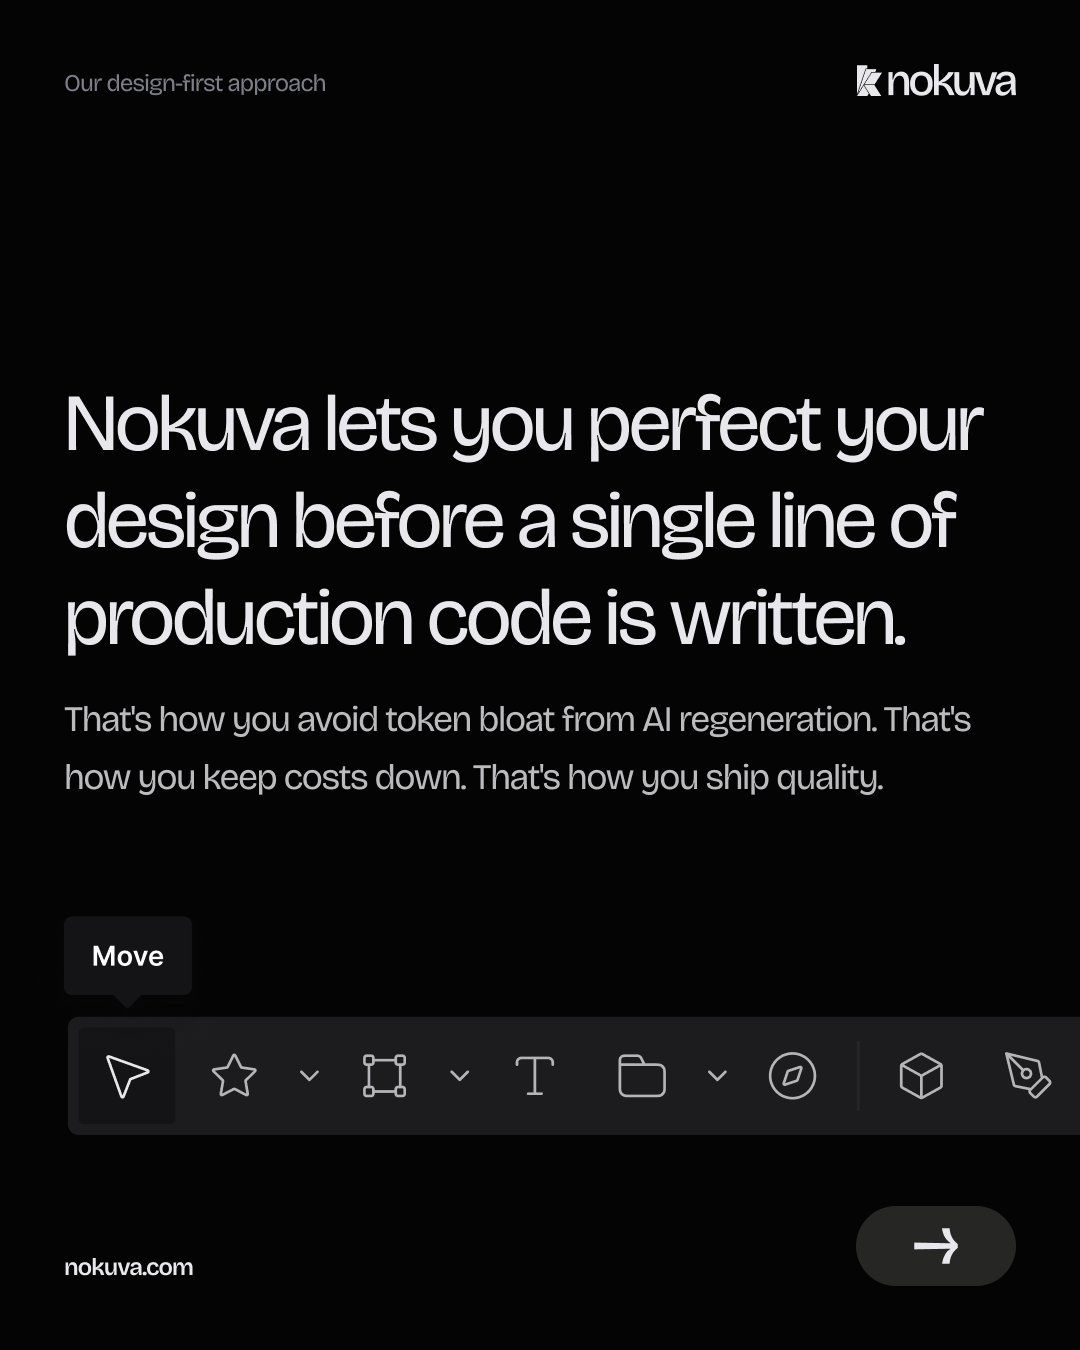 Our design-first approach
nokuva
Nokuva lets you perfect your
design before a single line of
production code is written.
That's how you avoid token bloat from AI regeneration. That's
how you keep costs down. That's how you ship quality.
Move
nokuva.com